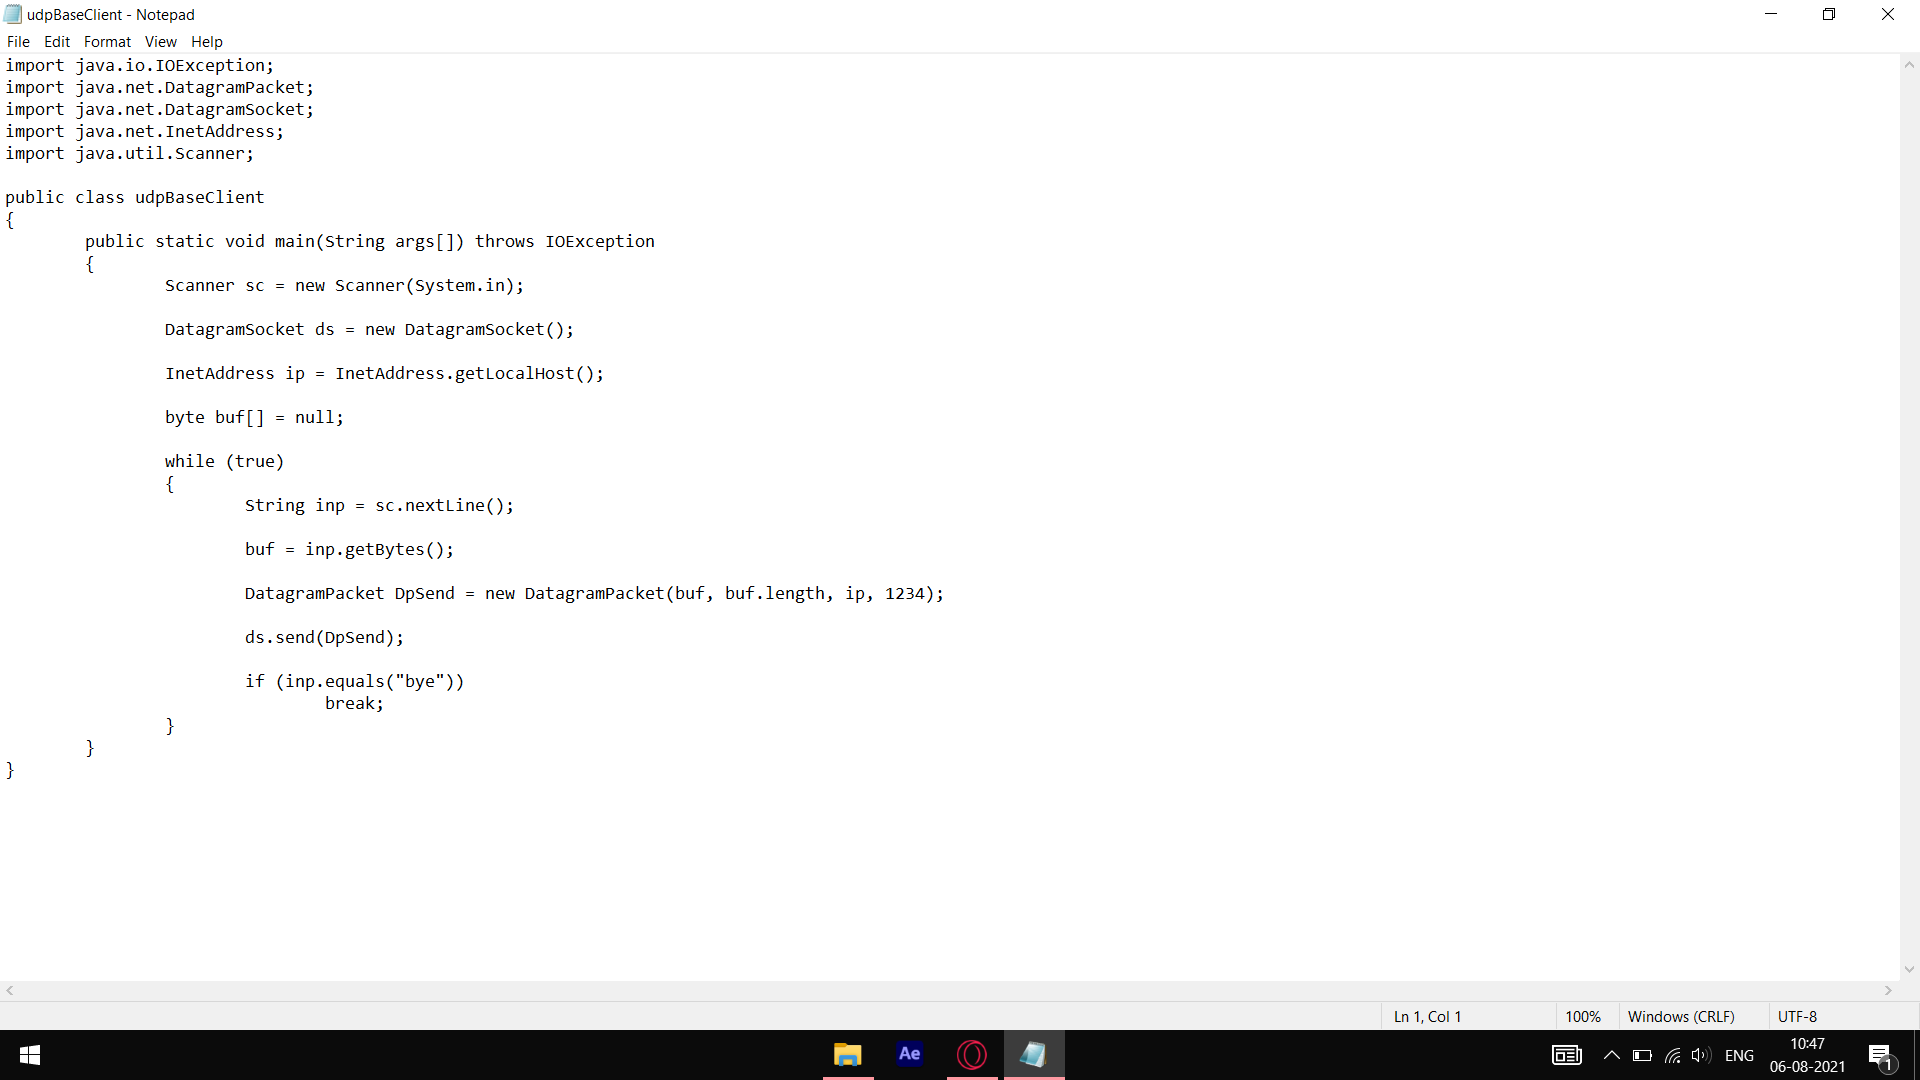 udpBaseClient - Notepad
File Edit Format View Help
import java.io.IOException;
import java.net.DatagramPacket;
import java.net.DatagramSocket;
import java.net.InetAddress;
import java.util.Scanner;

public class udpBaseClient
{
        public static void main(String args[]) throws IOException
        {
                Scanner sc = new Scanner(System.in);

                DatagramSocket ds = new DatagramSocket();

                InetAddress ip = InetAddress.getLocalHost();

                byte buf[] = null;

                while (true)
                {
                        String inp = sc.nextLine();

                        buf = inp.getBytes();

                        DatagramPacket DpSend = new DatagramPacket(buf, buf.length, ip, 1234);

                        ds.send(DpSend);

                        if (inp.equals("bye"))
                                break;
                }
        }
}
Ln 1, Col 1 100% Windows (CRLF) UTF-8
Ae
ENG
10:47
06-08-2021
1